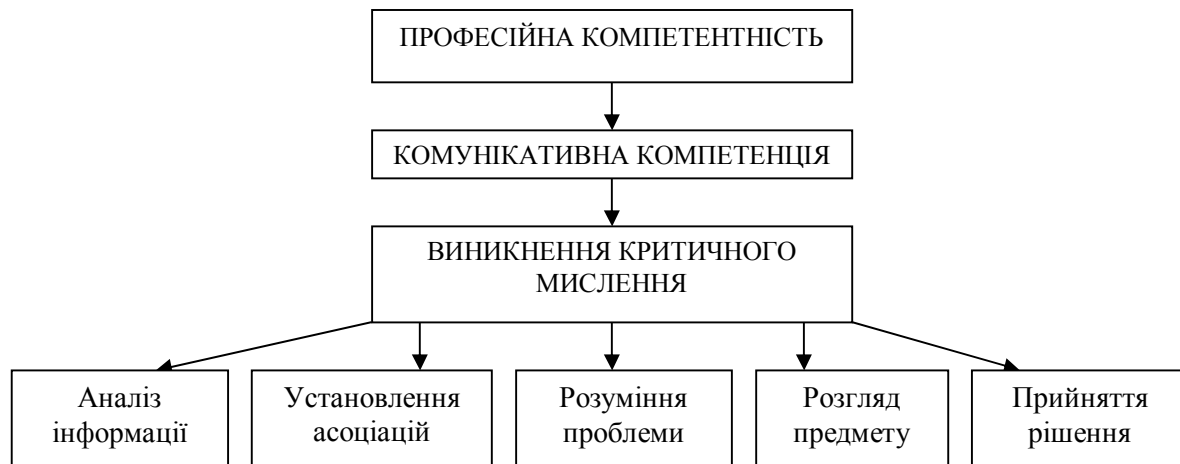 ПРОФЕСІЙНА КОМПЕТЕНТНІСТЬ
КОМУНІКАТИВНА КОМПЕТЕНЦІЯ
ВИНИКНЕННЯ КРИТИЧНОГО
МИСЛЕННЯ
Аналіз
інформації
Установлення
асоціацій
Розуміння
проблеми
Розгляд
предмету
Прийняття
рішення